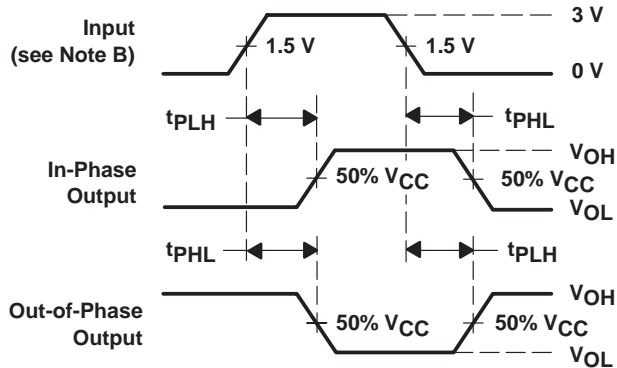 Input
(see Note B)
1.5 V
1.5 V
3 V
0 V
tPLH
tPHL
In-Phase
Output
50% VCC
50% VCC
VOH
VOL
tPHL
tPLH
Out-of-Phase
Output
50% VCC
50% VCC
VOH
VOL